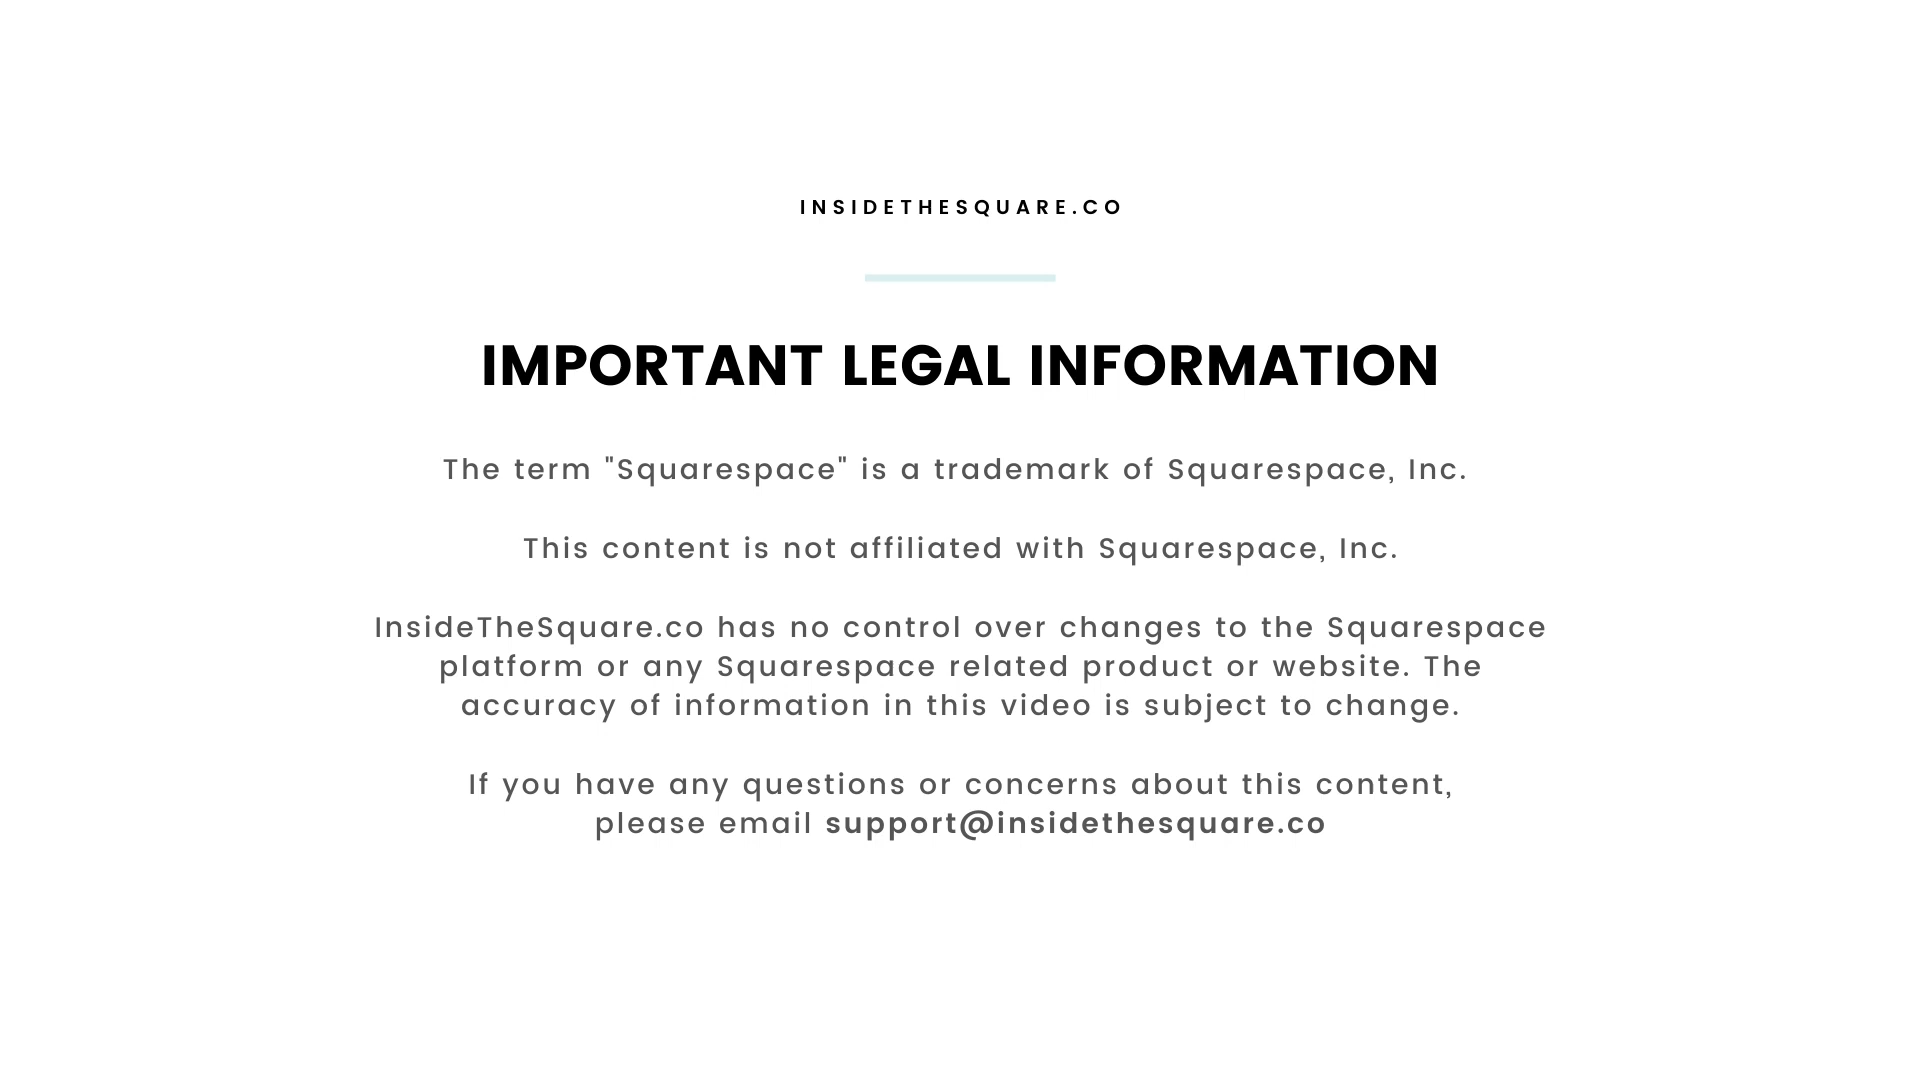 INSIDETHESQUARE.CO
IMPORTANT LEGAL INFORMATION
The term "Squarespace" is a trademark of Squarespace, Inc.
This content is not affiliated with Squarespace, Inc.
InsideTheSquare.co has no control over changes to the Squarespace
platform or any Squarespace related product or website. The
accuracy of information in this video is subject to change.
If you have any questions or concerns about this content,
please email support@insidethesquare.co